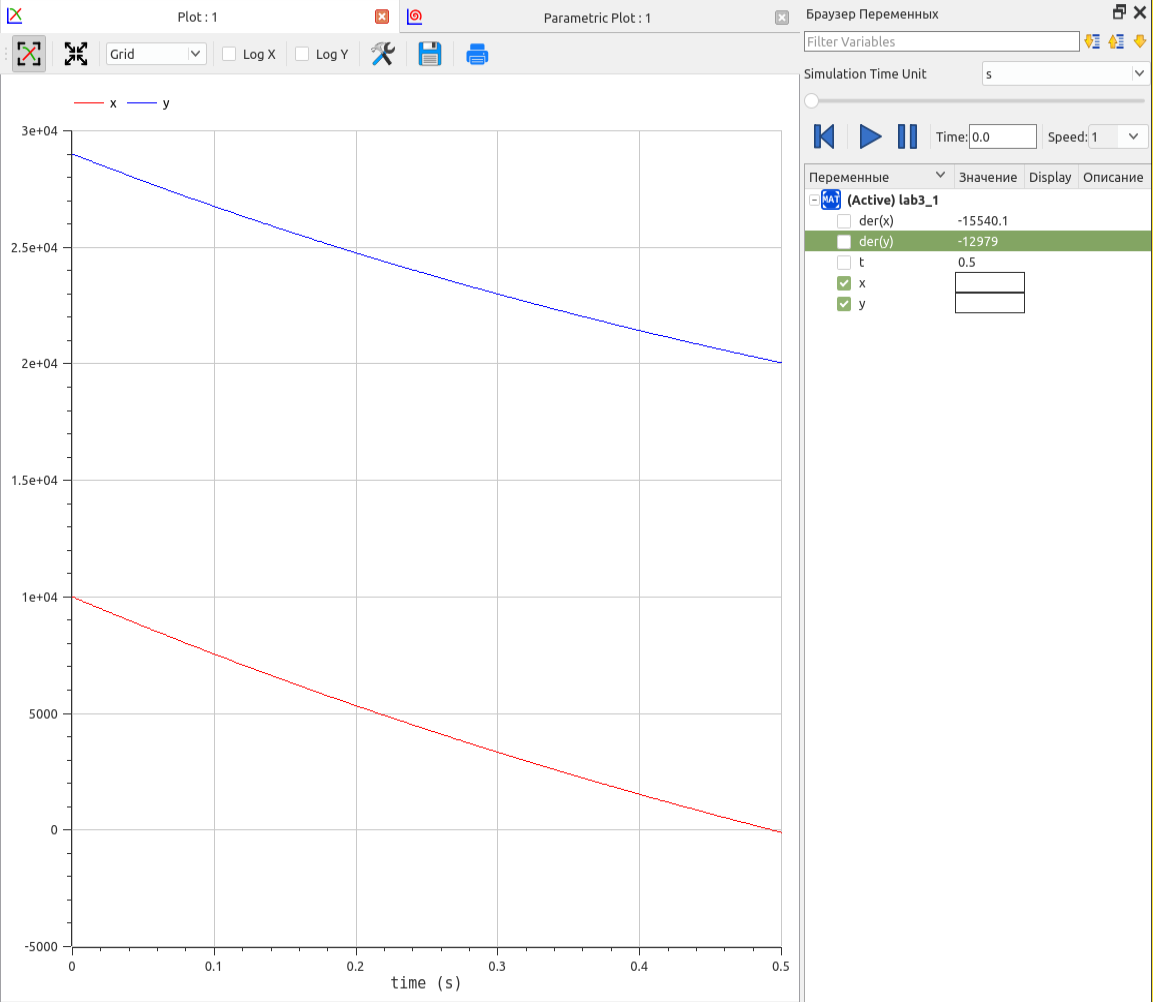 Plot : 1
Parametric Plot : 1
Grid
Log X
Log Y
x
y
3e+04
2.5e+04
2e+04
1.5e+04
1e+04
5000
0
-5000
0 0.1 0.2 0.3 0.4 0.5
time (s)
Браузер Переменных
Filter Variables
Simulation Time Unit s
Time: 0.0 Speed: 1
Переменные Значение Display Описание
MAT (Active) lab3_1
der(x) -15540.1
der(y) -12979
t 0.5
x
y